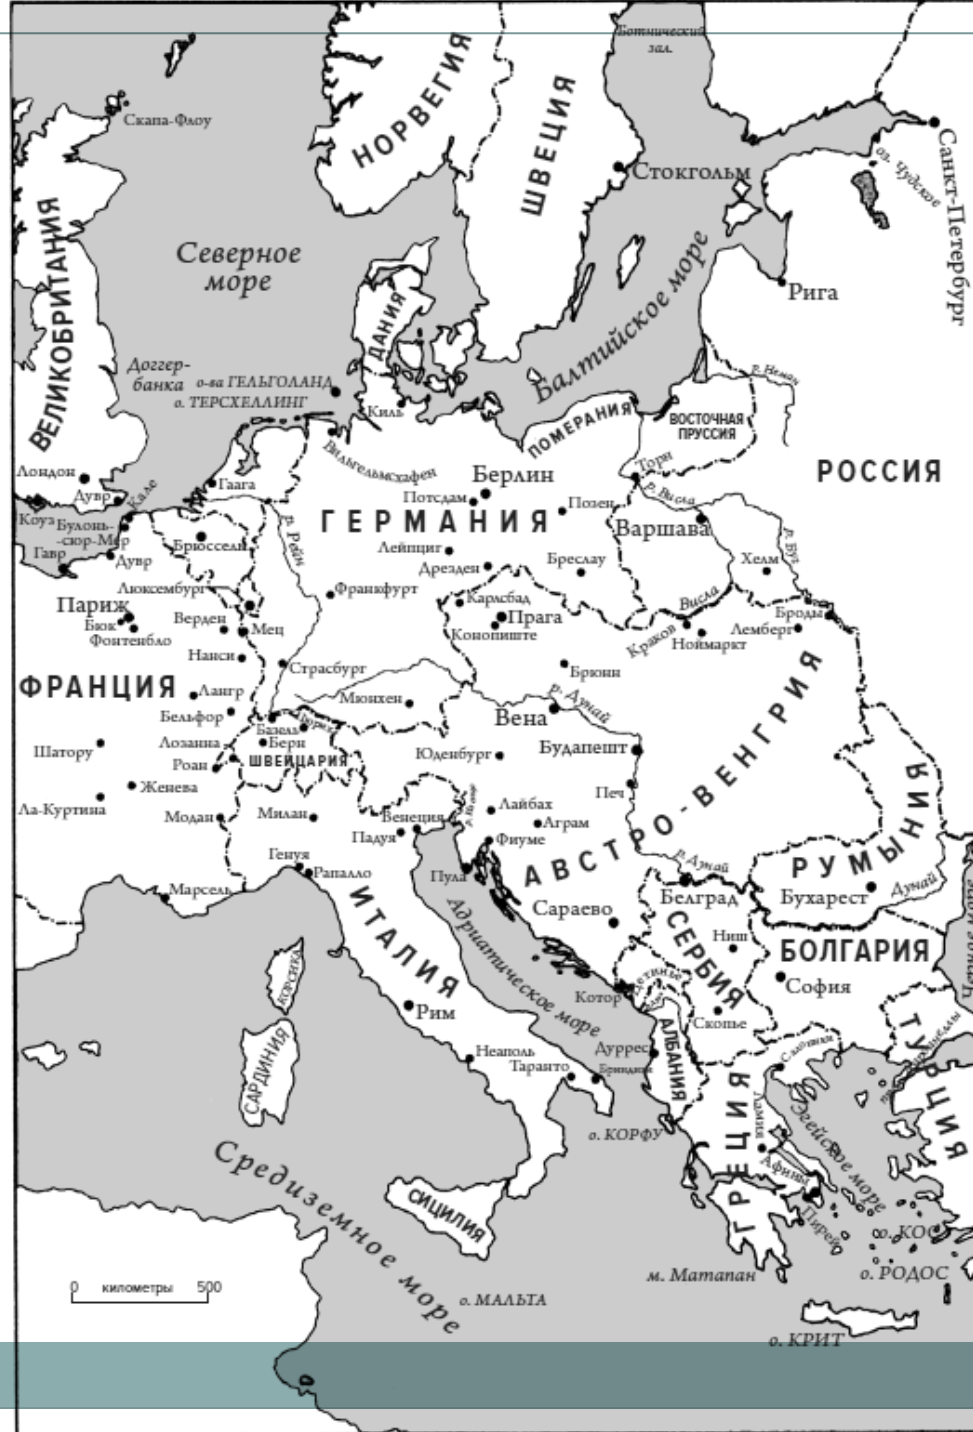 Ботнический
зал.
НОРВЕГИЯ
ШВЕЦИЯ
Скапа-Флоу
Санкт-Петербург
оз. Чудское
Стокгольм
ВЕЛИКОБРИТАНИЯ
Северное
море
ДАНИЯ
Балтийское море
Рига
Доггер-
банка
о-ва ГЕЛЬГОЛАНД
о. ТЕРСХЕЛЛИНГ
Киль
р. Неман
ПОМЕРАНИЯ
ВОСТОЧНАЯ
ПРУССИЯ
РОССИЯ
Лондон
Дувр
Кале
Гаага
Вильгельмсхафен
Берлин
Потсдам
Торн
р. Висла
Позен
Варшава
р. Буг
Коуз
Булонь-
-сюр-Мер
Гавр
Дувр
Брюссель
р. Рейн
ГЕРМАНИЯ
Лейпциг
Дрезден
Бреслау
Хелм
Люксембург
Франкфурт
Карлсбад
Прага
Конопиште
Висла
Краков
Ноймаркт
Броды
Лемберг
Париж
Бюк
Фонтенбло
Верден
Мец
Нанси
Страсбург
Брюнн
ФРАНЦИЯ
Лангр
Мюнхен
р. Дунай
Вена
Бельфор
Базель
Цюрих
Лозанна
Берн
ШВЕЙЦАРИЯ
Роан
Юденбург
Будапешт
Шатору
Женева
Печ
Ла-Куртина
Модан
Милан
Венеция
Падуя
Лайбах
Аграм
Фиуме
АВСТРО-ВЕНГРИЯ
РУМЫНИЯ
Генуя
Рапалло
Пула
р. Дунай
Бухарест
Дунай
Марсель
ИТАЛИЯ
Адриатическое море
Сараево
Белград
СЕРБИЯ
Ниш
БОЛГАРИЯ
София
КОРСИКА
Рим
Котор
Цетинье
Скопье
САРДИНИЯ
Неаполь
Таранто
Бриндизи
Дуррес
АЛБАНИЯ
Салоники
ТУРЦИЯ
о. КОРФУ
ГРЕЦИЯ
Ламия
Эгейское море
Афины
Пирей
Средиземное море
СИЦИЛИЯ
о. КОС
м. Матапан
о. РОДОС
0 километры 500
о. МАЛЬТА
о. КРИТ